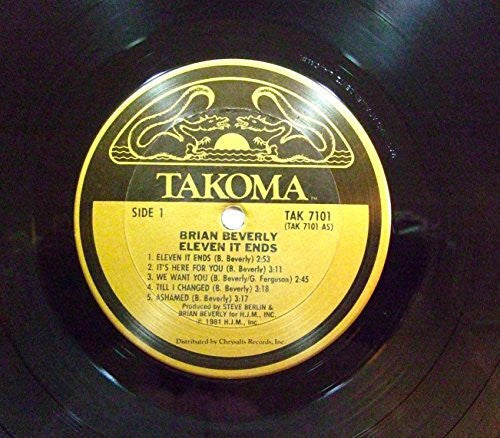 TAKOMA™
SIDE 1
TAK 7101
(TAK 7101 AS)
BRIAN BEVERLY
ELEVEN IT ENDS
1. ELEVEN IT ENDS (B. Beverly) 2:53
2. IT'S HERE FOR YOU (B. Beverly) 3:11
3. WE WANT YOU (B. Beverly/G. Ferguson) 2:45
4. TILL I CHANGED (B. Beverly) 3:18
5. ASHAMED (B. Beverly) 3:17
Produced by STEVE BERLIN &
BRIAN BEVERLY for H.J.M., INC.
℗ 1981 H.J.M., Inc.
Distributed by Chrysalis Records, Inc.